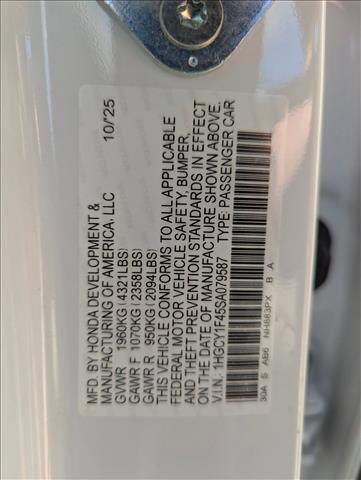 MFD. BY HONDA DEVELOPMENT & 10/'25
MANUFACTURING OF AMERICA, LLC
GVWR 1960KG(4321LBS)
GAWR F 1070KG(2358LBS)
GAWR R 950KG(2094LBS)
THIS VEHICLE CONFORMS TO ALL APPLICABLE
FEDERAL MOTOR VEHICLE SAFETY, BUMPER,
AND THEFT PREVENTION STANDARDS IN EFFECT
ON THE DATE OF MANUFACTURE SHOWN ABOVE.
V.I.N.: 1HGCY1F45SA079587 TYPE: PASSENGER CAR
30A S AB6 NH883PX B A